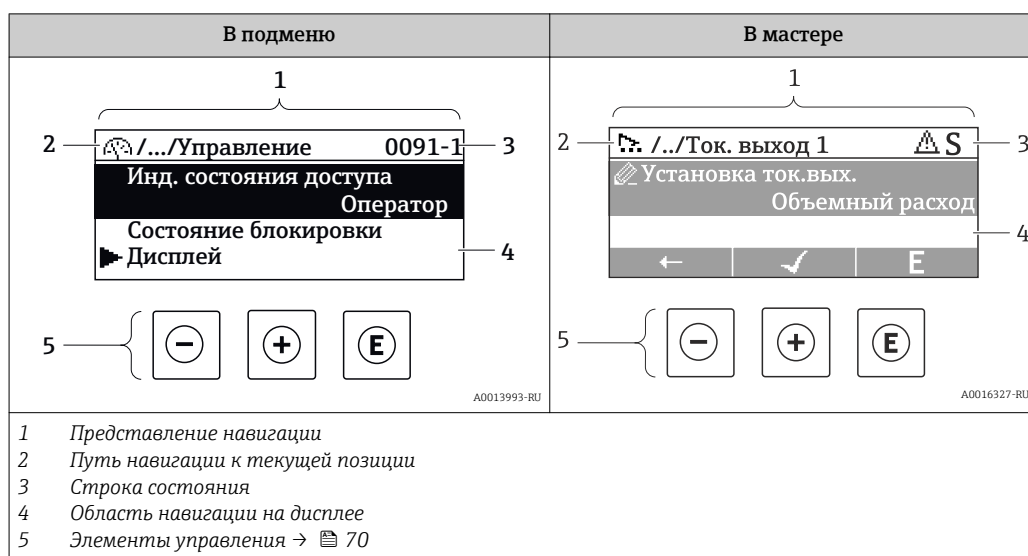 В подменю
В мастере
1
2
/.../Управление 0091-1
3
Инд. состояния доступа
Оператор
Состояние блокировки
Дисплей
4
5
- + E
A0013993-RU
1
2
/../Ток. выход 1 S
3
Установка ток.вых.
Объемный расход
4
E
5
- + E
A0016327-RU
1 Представление навигации
2 Путь навигации к текущей позиции
3 Строка состояния
4 Область навигации на дисплее
5 Элементы управления → 70